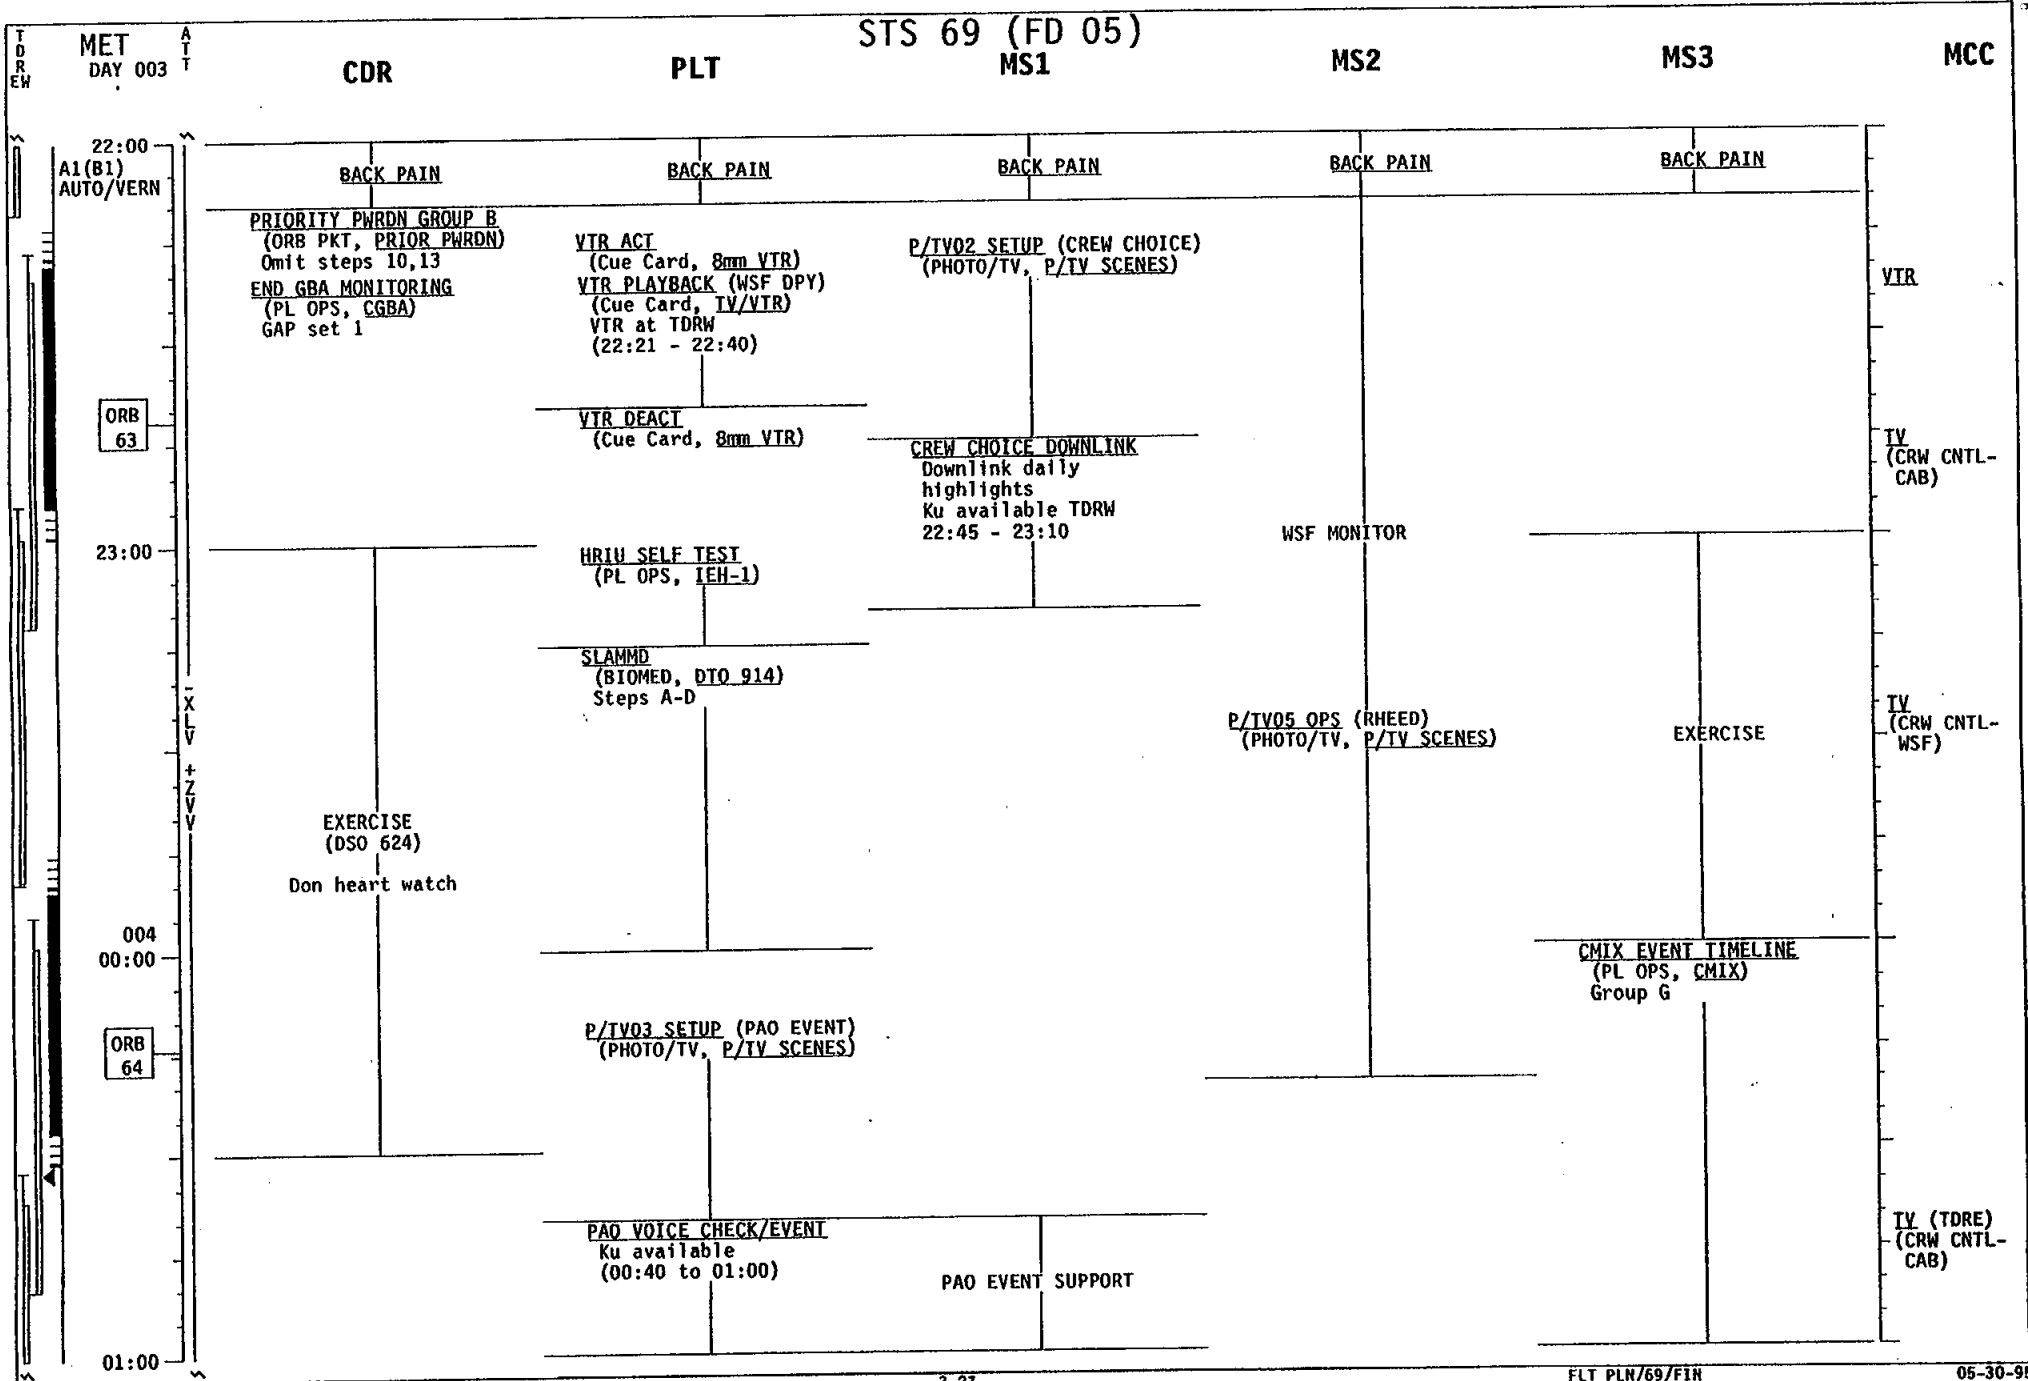 STS 69 (FD 05)
TDREW
MET
DAY 003
ATT
CDR
PLT
MS1
MS2
MS3
MCC
22:00
A1(B1)
AUTO/VERN
BACK PAIN
BACK PAIN
BACK PAIN
BACK PAIN
BACK PAIN
PRIORITY PWRDN GROUP B
(ORB PKT, PRIOR PWRDN)
Omit steps 10,13
END GBA MONITORING
(PL OPS, CGBA)
GAP set 1
VTR ACT
(Cue Card, 8mm VTR)
VTR PLAYBACK (WSF DPY)
(Cue Card, TV/VTR)
VTR at TDRW
(22:21 - 22:40)
P/TV02 SETUP (CREW CHOICE)
(PHOTO/TV, P/TV SCENES)
VTR
ORB
63
VTR DEACT
(Cue Card, 8mm VTR)
CREW CHOICE DOWNLINK
Downlink daily
highlights
Ku available TDRW
22:45 - 23:10
TV
(CRW CNTL-
CAB)
WSF MONITOR
23:00
HRIU SELF TEST
(PL OPS, IEH-1)
SLAMMD
(BIOMED, DTO 914)
Steps A-D
-XLV +ZVV
P/TV05 OPS (RHEED)
(PHOTO/TV, P/TV SCENES)
EXERCISE
TV
(CRW CNTL-
WSF)
EXERCISE
(DSO 624)
Don heart watch
004
00:00
CMIX EVENT TIMELINE
(PL OPS, CMIX)
Group G
ORB
64
P/TV03 SETUP (PAO EVENT)
(PHOTO/TV, P/TV SCENES)
PAO VOICE CHECK/EVENT
Ku available
(00:40 to 01:00)
PAO EVENT SUPPORT
TV (TDRE)
(CRW CNTL-
CAB)
01:00
FLT PLN/69/FIN
05-30-95